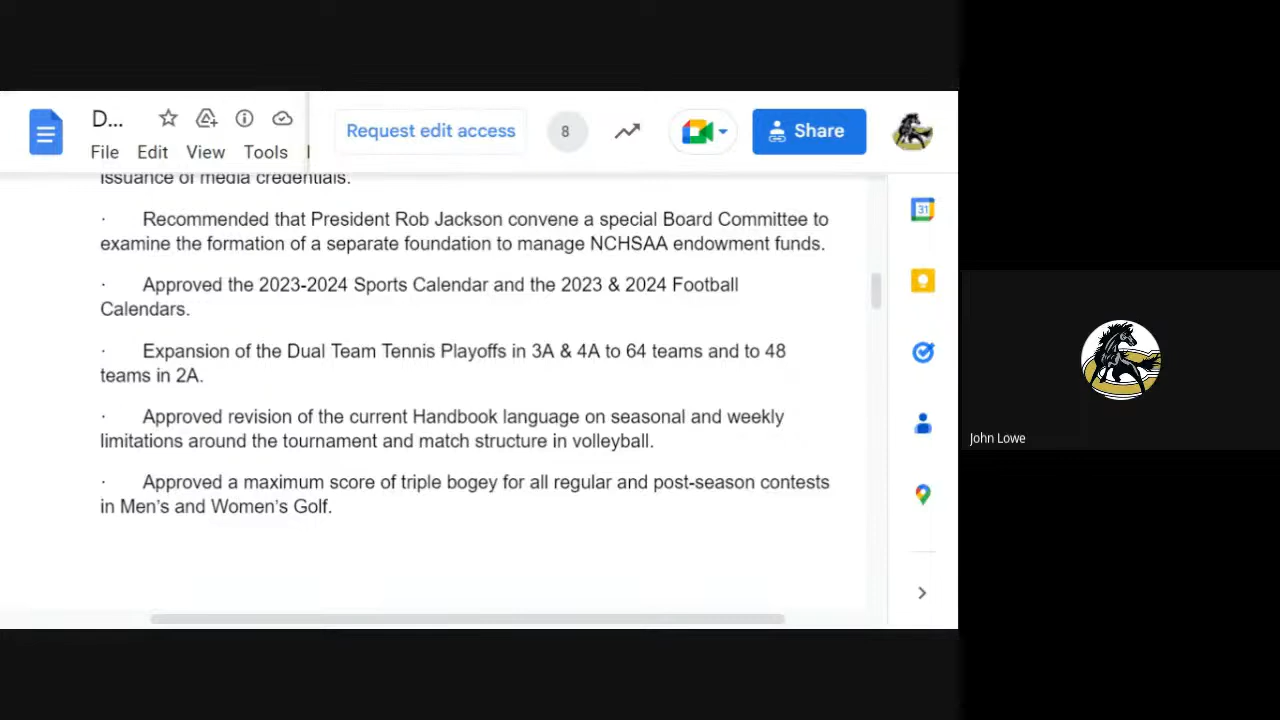 D...
Request edit access
8
Share
File Edit View Tools
issuance of media credentials.
· Recommended that President Rob Jackson convene a special Board Committee to
examine the formation of a separate foundation to manage NCHSAA endowment funds.
· Approved the 2023-2024 Sports Calendar and the 2023 & 2024 Football
Calendars.
· Expansion of the Dual Team Tennis Playoffs in 3A & 4A to 64 teams and to 48
teams in 2A.
· Approved revision of the current Handbook language on seasonal and weekly
limitations around the tournament and match structure in volleyball.
· Approved a maximum score of triple bogey for all regular and post-season contests
in Men's and Women's Golf.
31
John Lowe